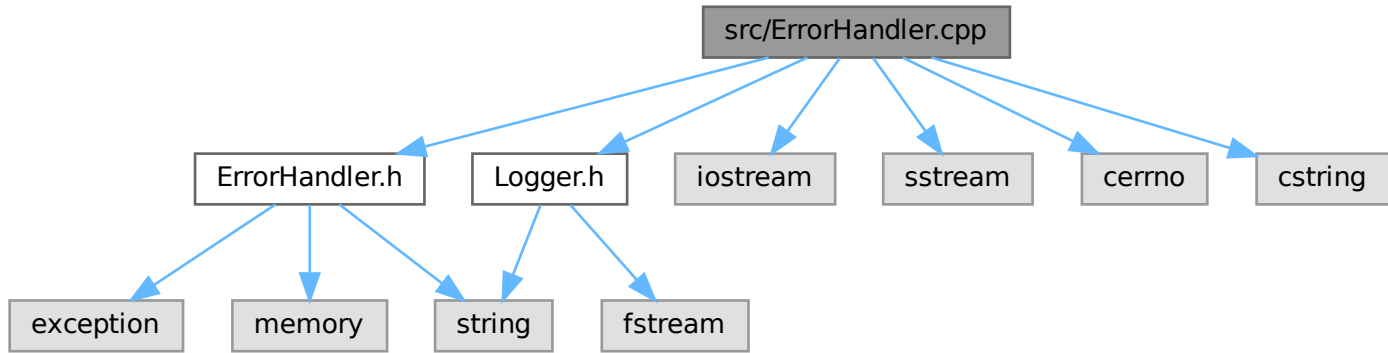 src/ErrorHandler.cpp
ErrorHandler.h
Logger.h
iostream
sstream
cerrno
cstring
exception
memory
string
fstream